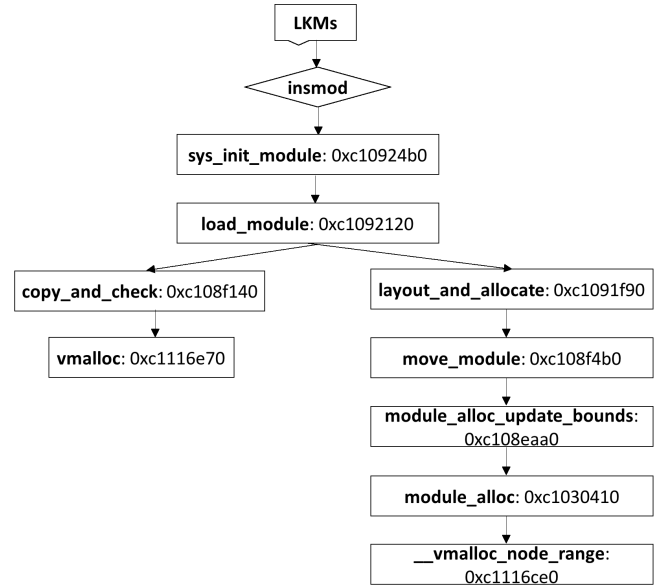 LKMs
insmod
sys_init_module: 0xc10924b0
load_module: 0xc1092120
copy_and_check: 0xc108f140
layout_and_allocate: 0xc1091f90
vmalloc: 0xc1116e70
move_module: 0xc108f4b0
module_alloc_update_bounds:
0xc108eaa0
module_alloc: 0xc1030410
__vmalloc_node_range:
0xc1116ce0